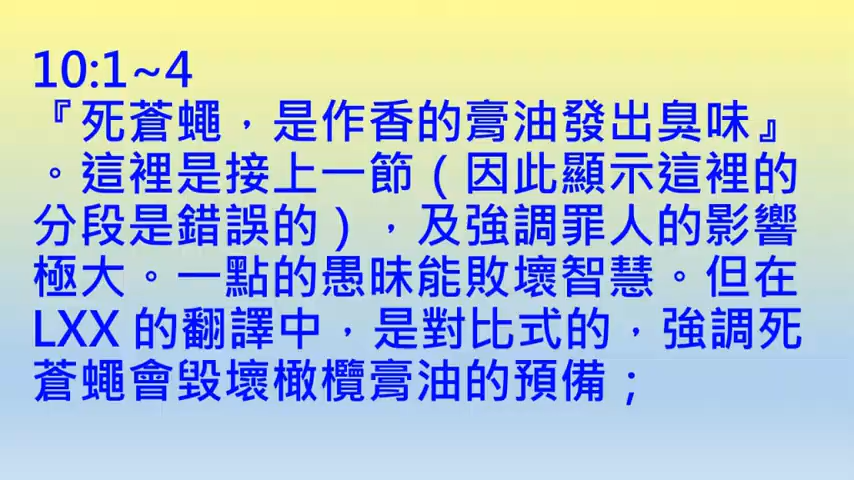 10:1~4
『死蒼蠅，是作香的膏油發出臭味』
。這裡是接上一節（因此顯示這裡的
分段是錯誤的），及強調罪人的影響
極大。一點的愚昧能敗壞智慧。但在
LXX 的翻譯中，是對比式的，強調死
蒼蠅會毀壞橄欖膏油的預備；